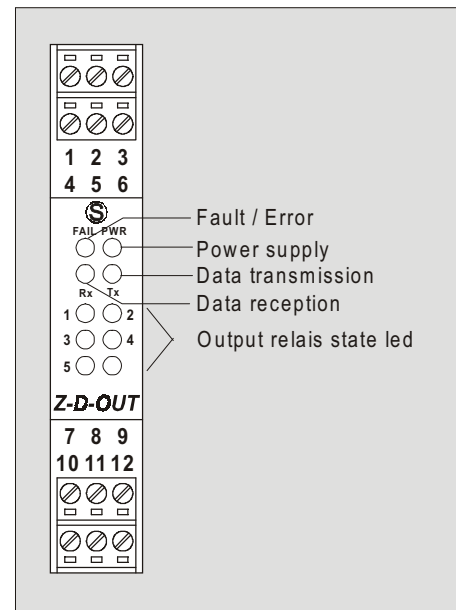 1 2 3
4 5 6
S
FAIL PWR
Fault / Error
Power supply
Data transmission
Rx Tx
Data reception
1 2
3 4
Output relais state led
5
Z-D-OUT
7 8 9
10 11 12